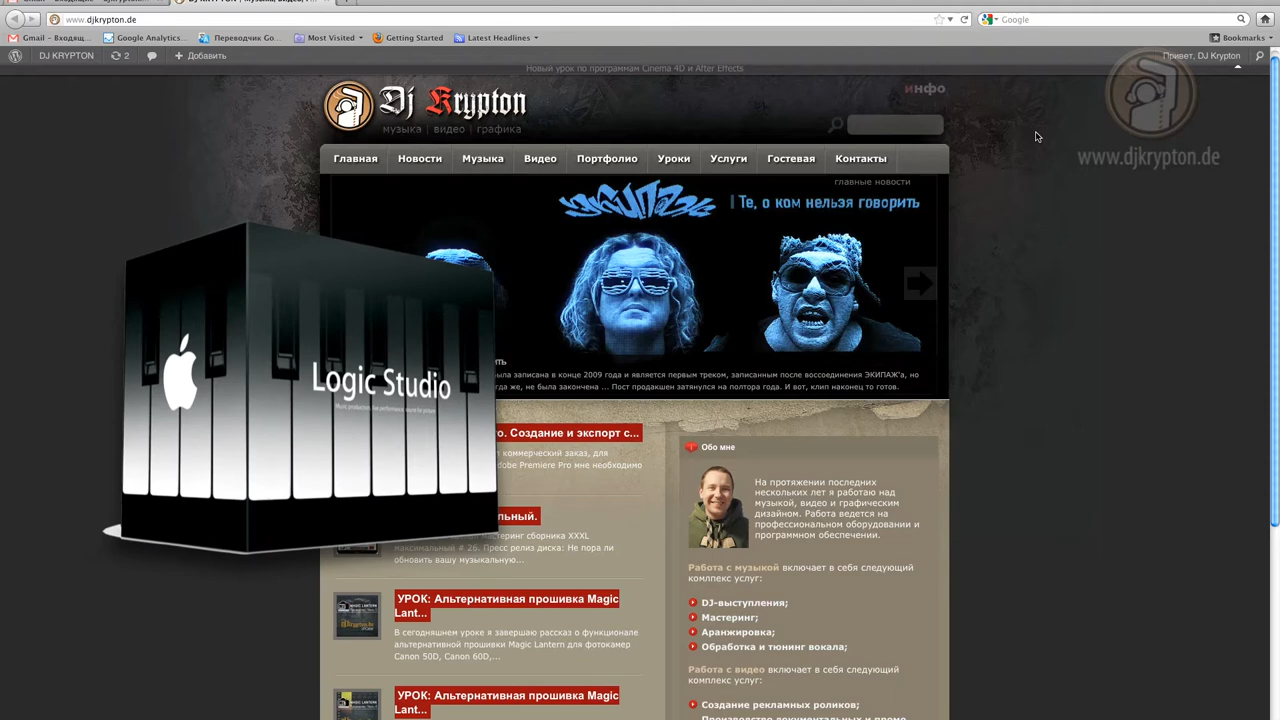 www.djkrypton.de
Google
Gmail – Входящ...
Google Analytics...
Переводчик Go...
Most Visited
Getting Started
Latest Headlines
Bookmarks
DJ KRYPTON
2
Добавить
Привет, DJ Krypton
Новый урок по программам Cinema 4D и After Effects
Dj Krypton
музыка | видео | графика
инфо
www.djkrypton.de
Главная
Новости
Музыка
Видео
Портфолио
Уроки
Услуги
Гостевая
Контакты
главные новости
ЭКИПАЖ
Те, о ком нельзя говорить
ить
ыла записана в конце 2009 года и является первым треком, записанным после воссоединения ЭКИПАЖ'а, но
гда же, не была закончена ... Пост продакшен затянулся на полтора года. И вот, клип наконец то готов.
Logic Studio
о. Создание и экспорт с...
коммерческий заказ, для
dobe Premiere Pro мне необходимо
льный.
мастеринг сборника XXXL
максимальный # 26. Пресс релиз диска: Не пора ли
обновить вашу музыкальную...
УРОК: Альтернативная прошивка Magic
Lant...
В сегодняшнем уроке я завершаю рассказ о функционале
альтернативной прошивки Magic Lantern для фотокамер
Canon 50D, Canon 60D,...
УРОК: Альтернативная прошивка Magic
Lant...
Обо мне
На протяжении последних
нескольких лет я работаю над
музыкой, видео и графическим
дизайном. Работа ведется на
профессиональном оборудовании и
программном обеспечении.
Работа с музыкой включает в себя следующий
комлпекс услуг:
DJ-выступления;
Мастеринг;
Аранжировка;
Обработка и тюнинг вокала;
Работа с видео включает в себя следующий
комплекс услуг:
Создание рекламных роликов;